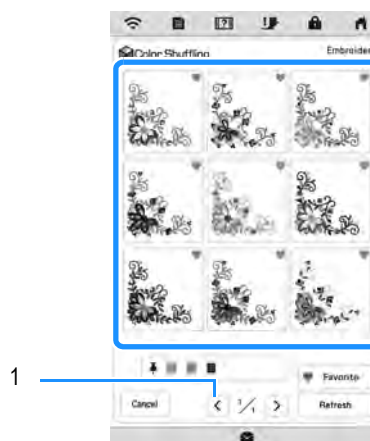 Color Shuffling
Embroider
1
Favorite
Cancel
< 1/1 >
Refresh